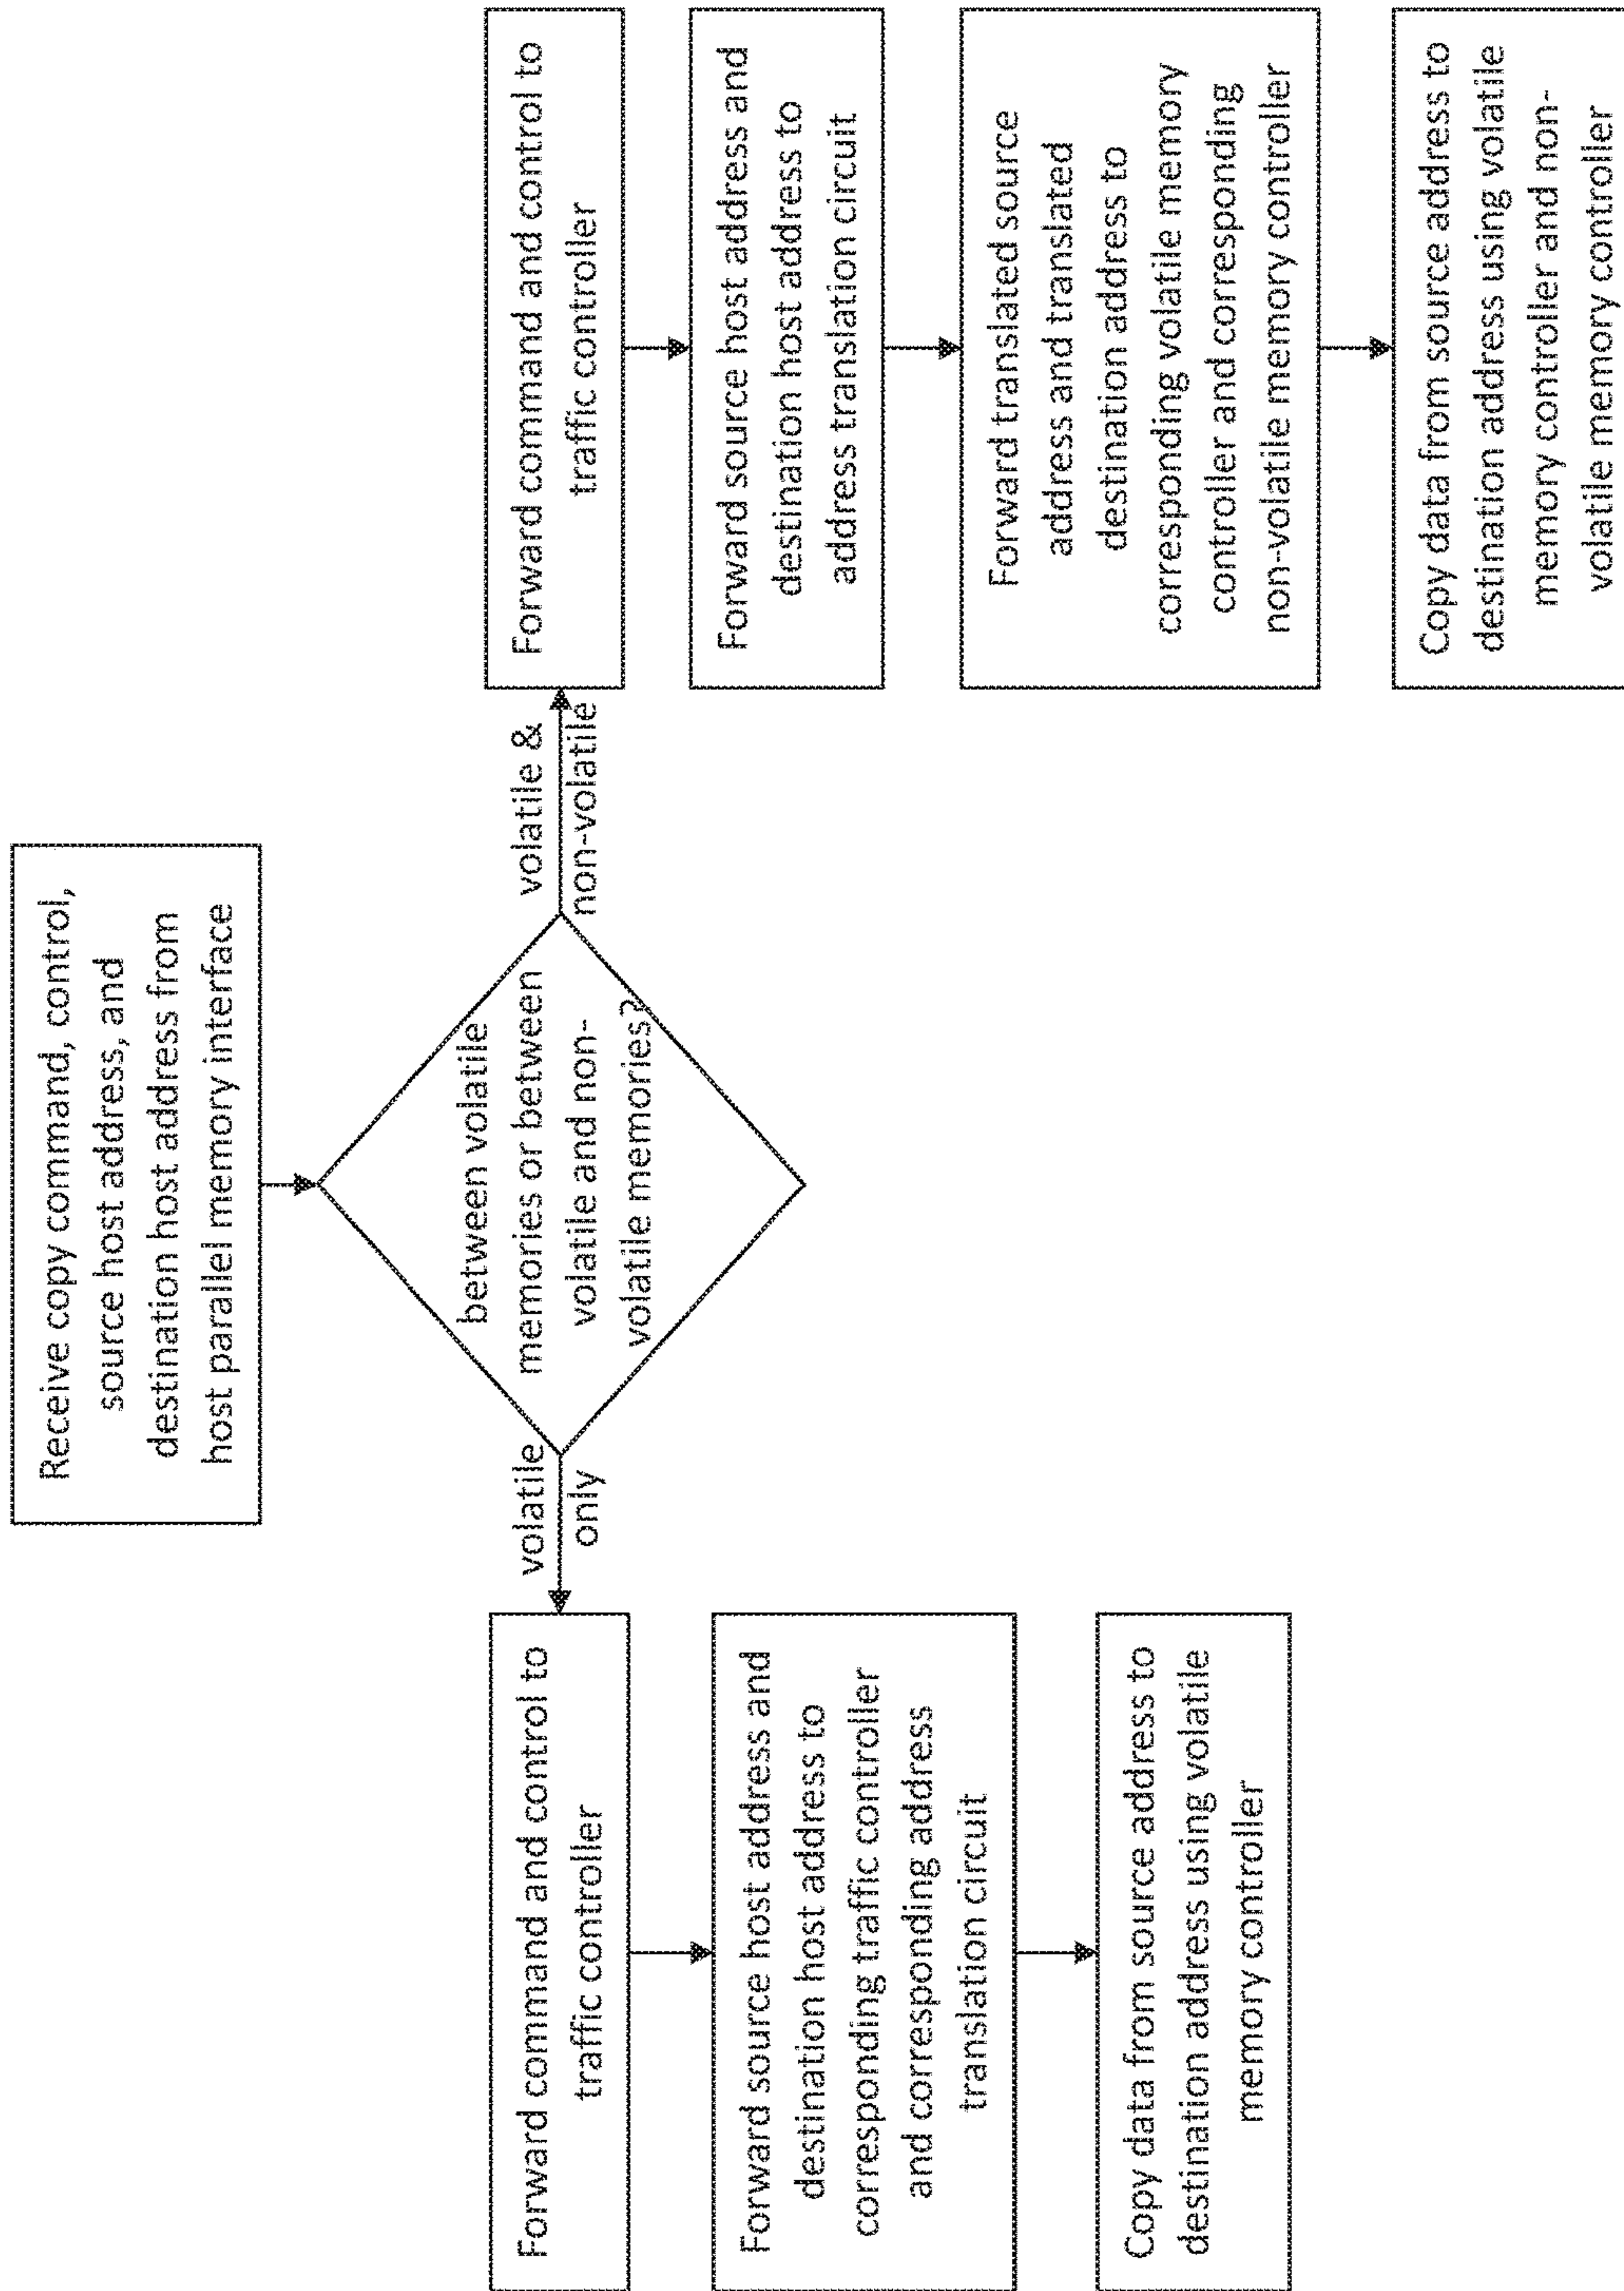 Receive copy command, control,
source host address, and
destination host address from
host parallel memory interface
between volatile
memories or between
volatile and non-
volatile memories?
volatile
only
volatile &
non-volatile
Forward command and control to
traffic controller
Forward source host address and
destination host address to
corresponding traffic controller
and corresponding address
translation circuit
Copy data from source address to
destination address using volatile
memory controller
Forward command and control to
traffic controller
Forward source host address and
destination host address to
address translation circuit
Forward translated source
address and translated
destination address to
corresponding volatile memory
controller and corresponding
non-volatile memory controller
Copy data from source address to
destination address using volatile
memory controller and non-
volatile memory controller